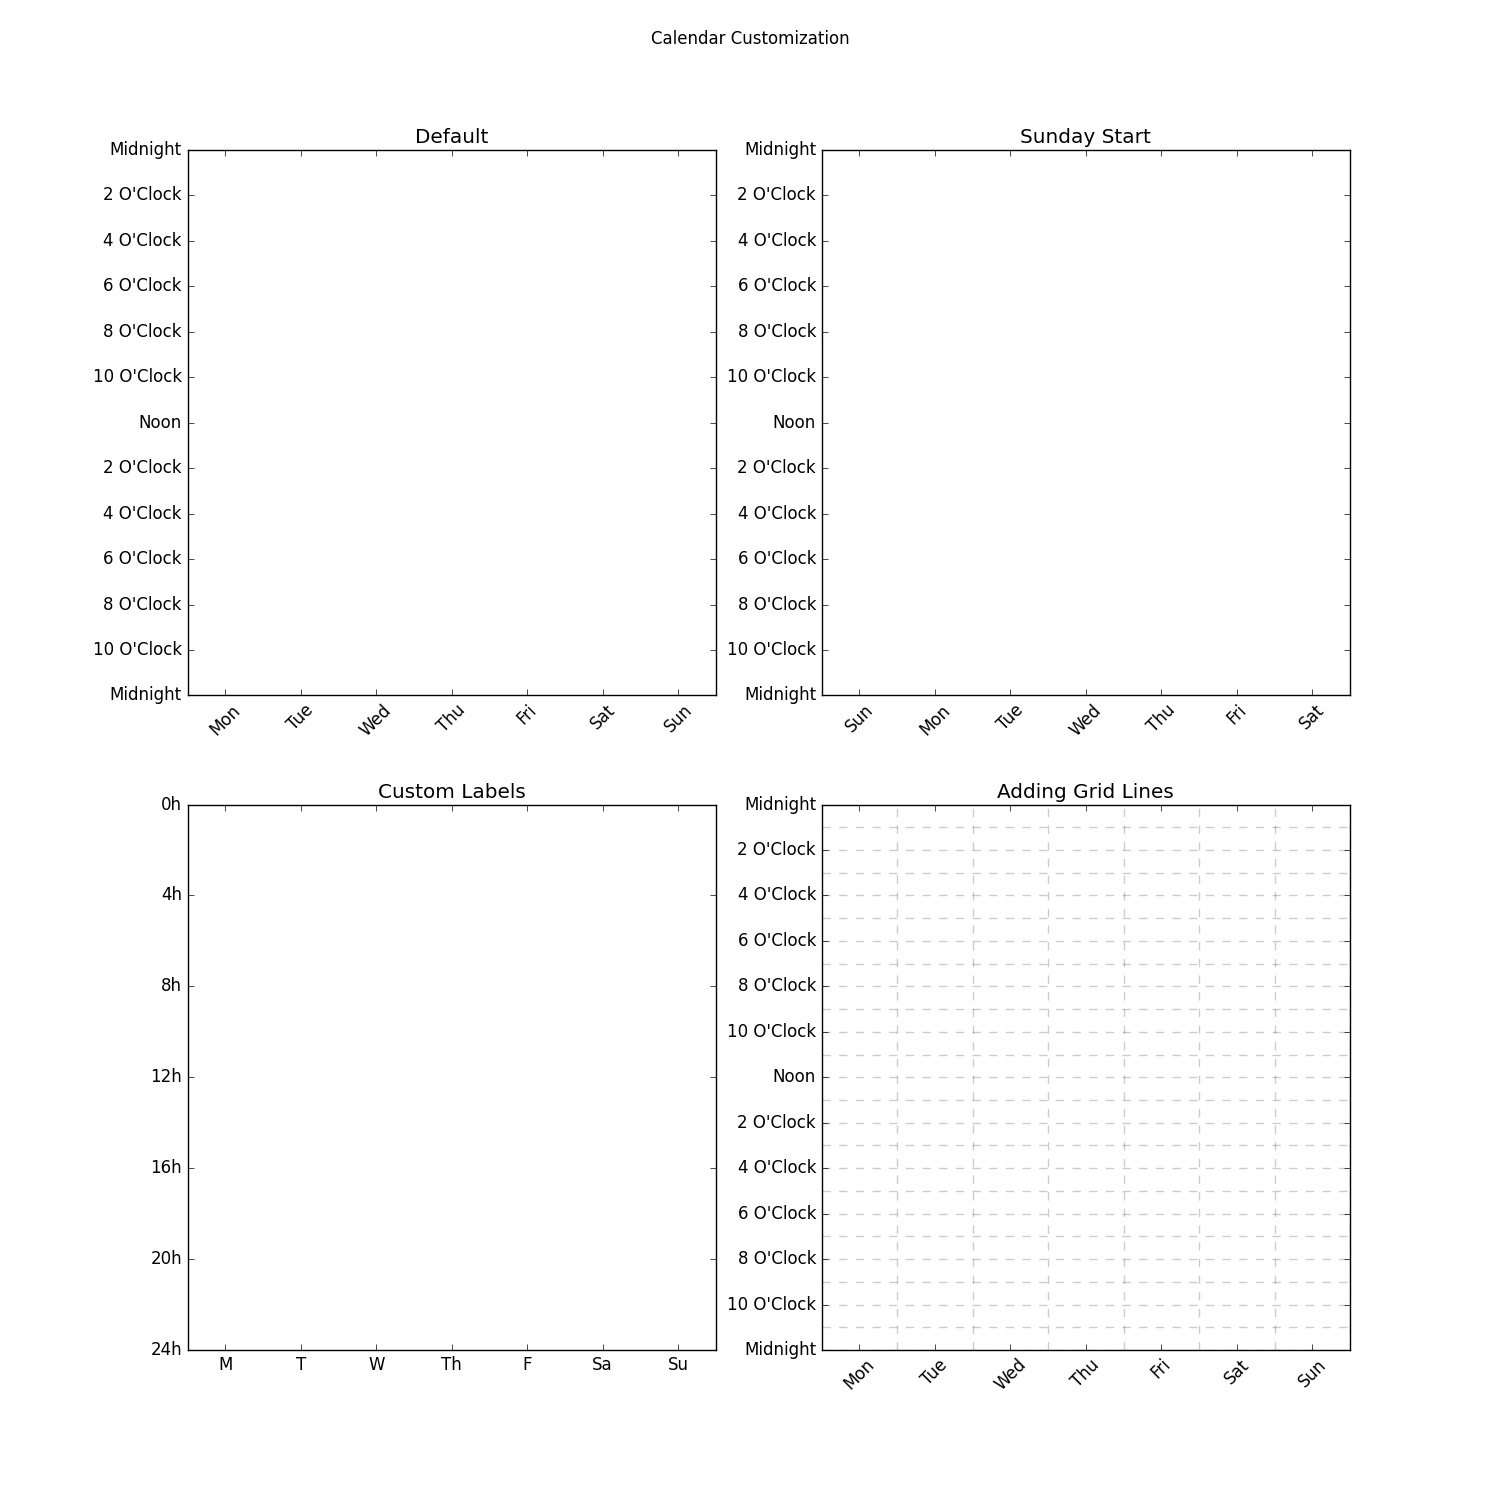 Calendar Customization
Default
Midnight
2 O'Clock
4 O'Clock
6 O'Clock
8 O'Clock
10 O'Clock
Noon
2 O'Clock
4 O'Clock
6 O'Clock
8 O'Clock
10 O'Clock
Midnight
Mon Tue Wed Thu Fri Sat Sun
Sunday Start
Midnight
2 O'Clock
4 O'Clock
6 O'Clock
8 O'Clock
10 O'Clock
Noon
2 O'Clock
4 O'Clock
6 O'Clock
8 O'Clock
10 O'Clock
Midnight
Sun Mon Tue Wed Thu Fri Sat
Custom Labels
0h
4h
8h
12h
16h
20h
24h
M T W Th F Sa Su
Adding Grid Lines
Midnight
2 O'Clock
4 O'Clock
6 O'Clock
8 O'Clock
10 O'Clock
Noon
2 O'Clock
4 O'Clock
6 O'Clock
8 O'Clock
10 O'Clock
Midnight
Mon Tue Wed Thu Fri Sat Sun